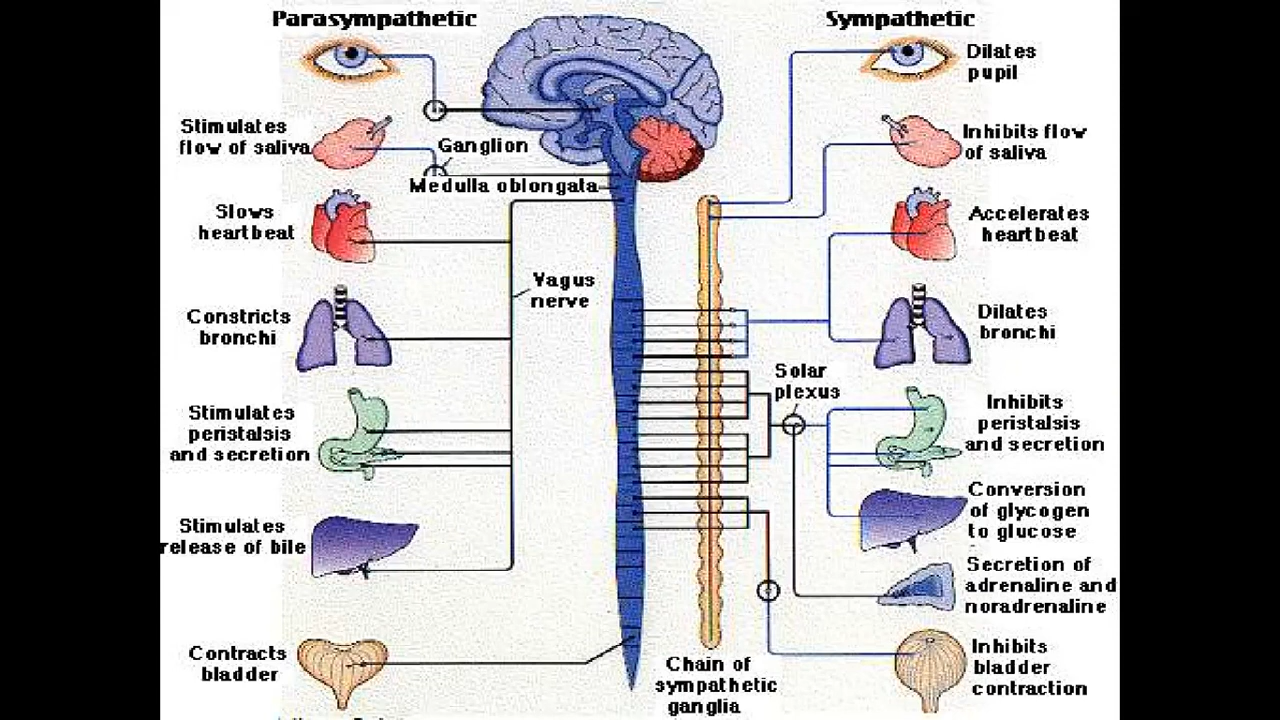 Parasympathetic
Sympathetic
Dilates
pupil
Stimulates
flow of saliva
Ganglion
Medulla oblongata
Inhibits flow
of saliva
Slows
heartbeat
Accelerates
heartbeat
Vagus
nerve
Constricts
bronchi
Dilates
bronchi
Solar
plexus
Stimulates
peristalsis
and secretion
Inhibits
peristalsis
and secretion
Stimulates
release of bile
Conversion
of glycogen
to glucose
Secretion of
adrenaline and
noradrenaline
Contracts
bladder
Chain of
sympathetic
ganglia
Inhibits
bladder
contraction